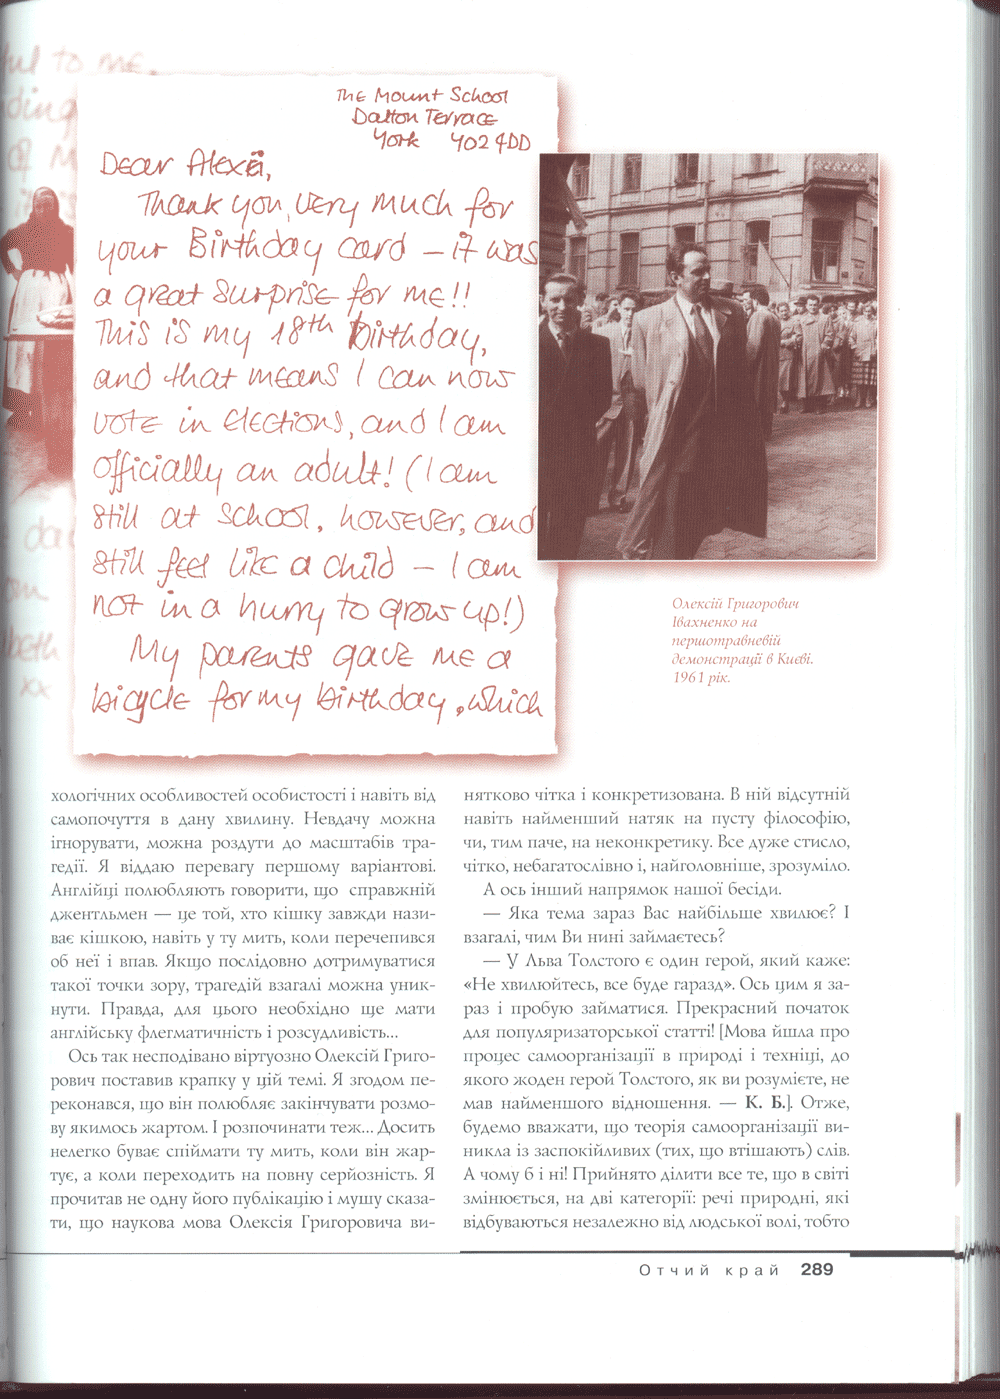 ful to me.
The Mount School
Dalton Terrace
York YO2 4DD
Dear Alexëi,
Thank you, very much for
your Birthday card – it was
a great surprise for me!!
This is my 18th birthday,
and that means I can now
vote in elections, and I am
officially an adult! (I am
still at school, however, and
still feel like a child – I am
not in a hurry to grow up!)
My parents gave me a
bicycle for my birthday, which
xx
Олексій Григорович
Івахненко на
першотравневій
демонстрації в Києві.
1961 рік.
хологічних особливостей особистості і навіть від
самопочуття в дану хвилину. Невдачу можна
ігнорувати, можна роздути до масштабів тра-
гедії. Я віддаю перевагу першому варіантові.
Англійці полюбляють говорити, що справжній
джентльмен — це той, хто кішку завжди нази-
ває кішкою, навіть у ту мить, коли перечепився
об неї і впав. Якщо послідовно дотримуватися
такої точки зору, трагедій взагалі можна уник-
нути. Правда, для цього необхідно ще мати
англійську флегматичність і розсудливість...
Ось так несподівано віртуозно Олексій Григо-
рович поставив крапку у цій темі. Я згодом пе-
реконався, що він полюбляє закінчувати розмо-
ву якимось жартом. І розпочинати теж... Досить
нелегко буває спіймати ту мить, коли він жар-
тує, а коли переходить на повну серйозність. Я
прочитав не одну його публікацію і мушу сказа-
ти, що наукова мова Олексія Григоровича ви-
нятково чітка і конкретизована. В ній відсутній
навіть найменший натяк на пусту філософію,
чи, тим паче, на неконкретику. Все дуже стисло,
чітко, небагатослівно і, найголовніше, зрозуміло.
А ось інший напрямок нашої бесіди.
— Яка тема зараз Вас найбільше хвилює? І
взагалі, чим Ви нині займаєтесь?
— У Льва Толстого є один герой, який каже:
«Не хвилюйтесь, все буде гаразд». Ось цим я за-
раз і пробую займатися. Прекрасний початок
для популяризаторської статті! [Мова йшла про
процес самоорганізації в природі і техніці, до
якого жоден герой Толстого, як ви розумієте, не
мав найменшого відношення. — К. Б.]. Отже,
будемо вважати, що теорія самоорганізації ви-
никла із заспокійливих (тих, що втішають) слів.
А чому б і ні! Прийнято ділити все те, що в світі
змінюється, на дві категорії: речі природні, які
відбуваються незалежно від людської волі, тобто
Отчий край 289